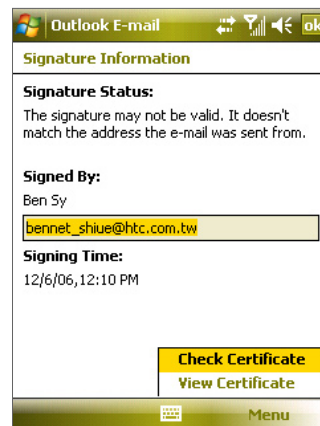 Outlook E-mail
ok
Signature Information
Signature Status:
The signature may not be valid. It doesn't
match the address the e-mail was sent from.
Signed By:
Ben Sy
bennet_shiue@htc.com.tw
Signing Time:
12/6/06,12:10 PM
Check Certificate
View Certificate
Menu